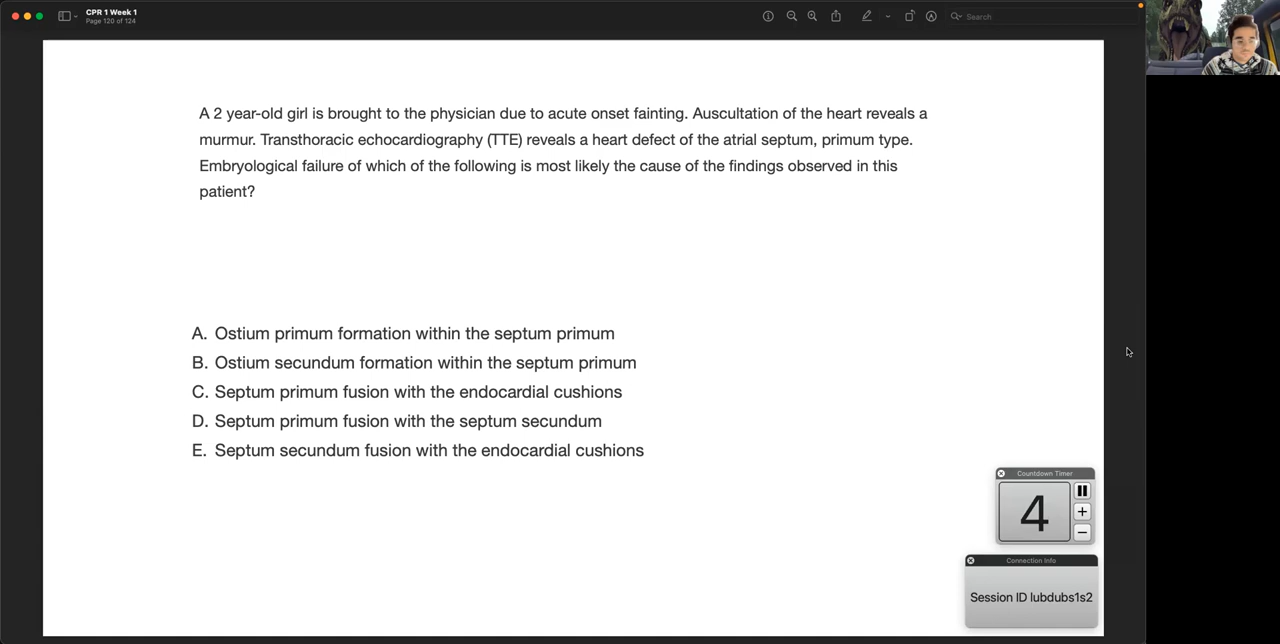 CPR 1 Week 1
Page 120 of 124
Search
A 2 year-old girl is brought to the physician due to acute onset fainting. Auscultation of the heart reveals a
murmur. Transthoracic echocardiography (TTE) reveals a heart defect of the atrial septum, primum type.
Embryological failure of which of the following is most likely the cause of the findings observed in this
patient?
A. Ostium primum formation within the septum primum
B. Ostium secundum formation within the septum primum
C. Septum primum fusion with the endocardial cushions
D. Septum primum fusion with the septum secundum
E. Septum secundum fusion with the endocardial cushions
Countdown Timer
4
Connection Info
Session ID lubdubs1s2